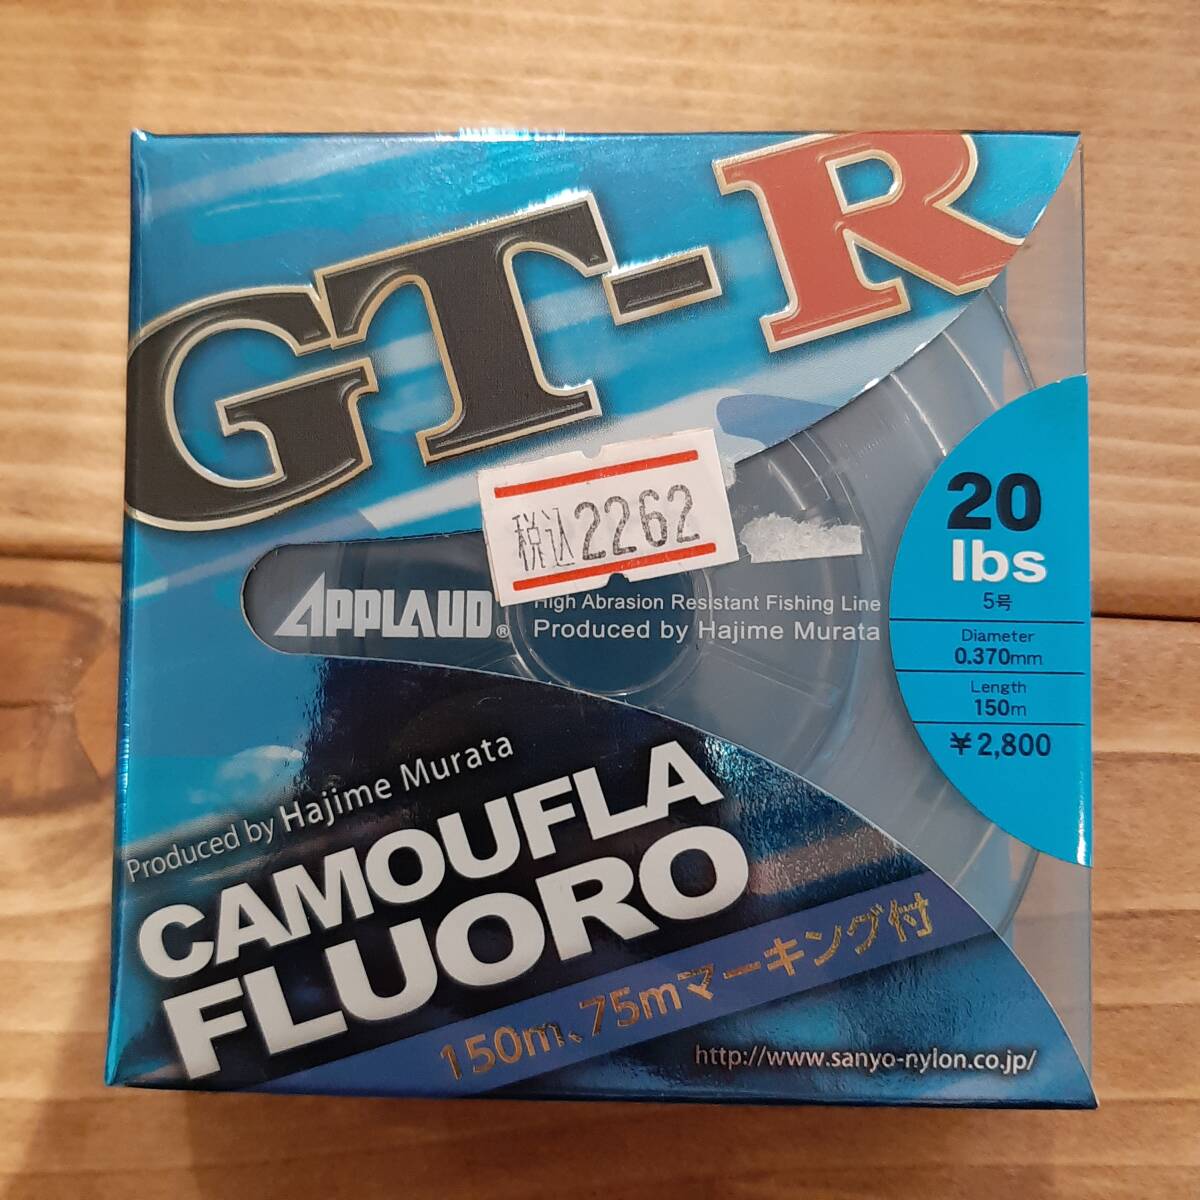 GT-R
税込2262
APPLAUD®
High Abrasion Resistant Fishing Line
Produced by Hajime Murata
20
lbs
5号
Diameter
0.370mm
Length
150m
¥2,800
Produced by Hajime Murata
CAMOUFLA
FLUORO
150m、75mマーキング付
http://www.sanyo-nylon.co.jp/